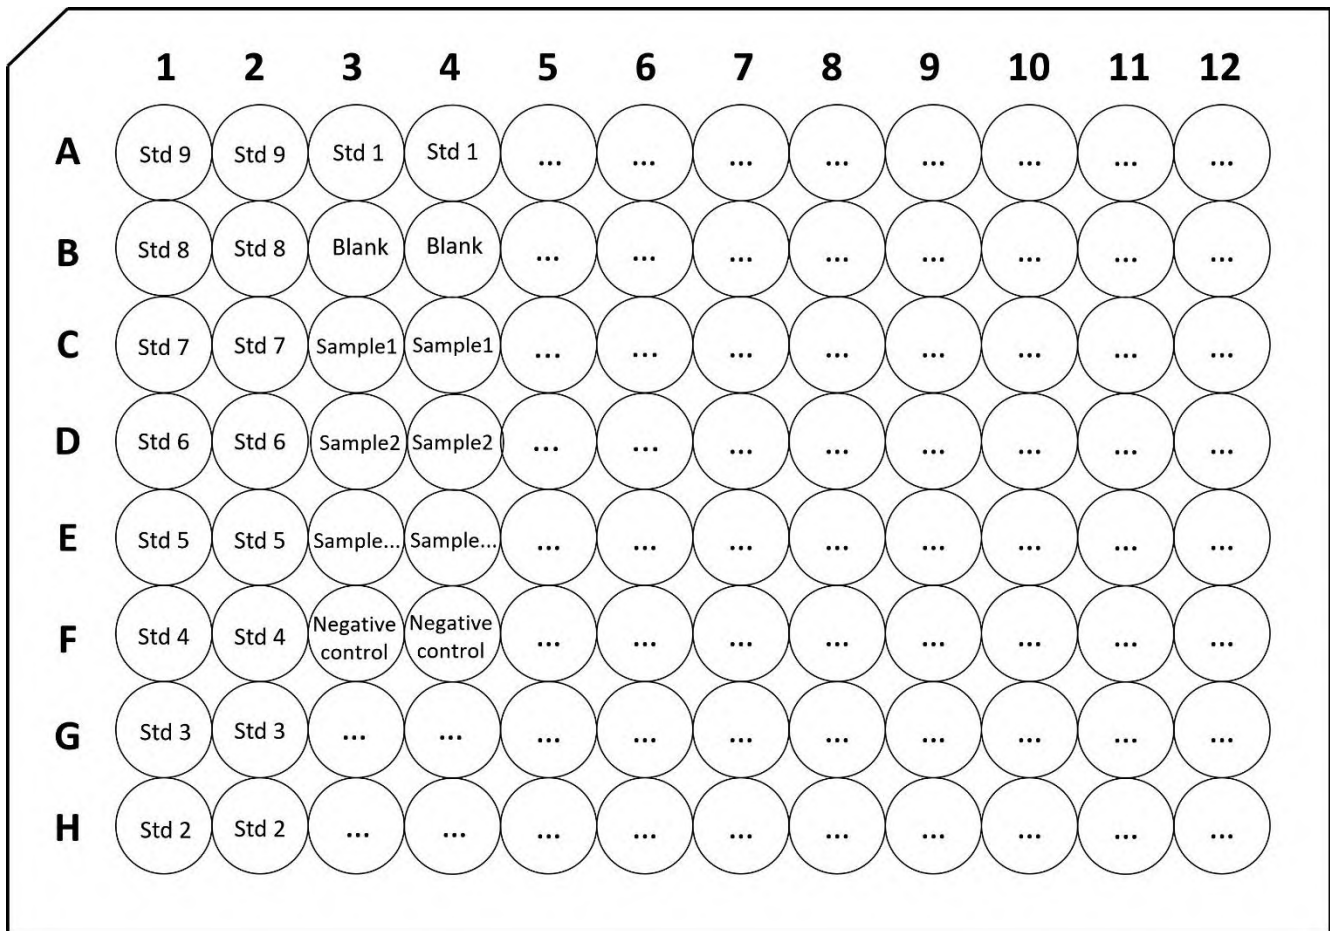 1 2 3 4 5 6 7 8 9 10 11 12
A Std 9 Std 9 Std 1 Std 1 ... ... ... ... ... ... ... ...
B Std 8 Std 8 Blank Blank ... ... ... ... ... ... ... ...
C Std 7 Std 7 Sample1 Sample1 ... ... ... ... ... ... ... ...
D Std 6 Std 6 Sample2 Sample2 ... ... ... ... ... ... ... ...
E Std 5 Std 5 Sample... Sample... ... ... ... ... ... ... ... ...
F Std 4 Std 4 Negative control Negative control ... ... ... ... ... ... ... ...
G Std 3 Std 3 ... ... ... ... ... ... ... ... ... ...
H Std 2 Std 2 ... ... ... ... ... ... ... ... ... ...